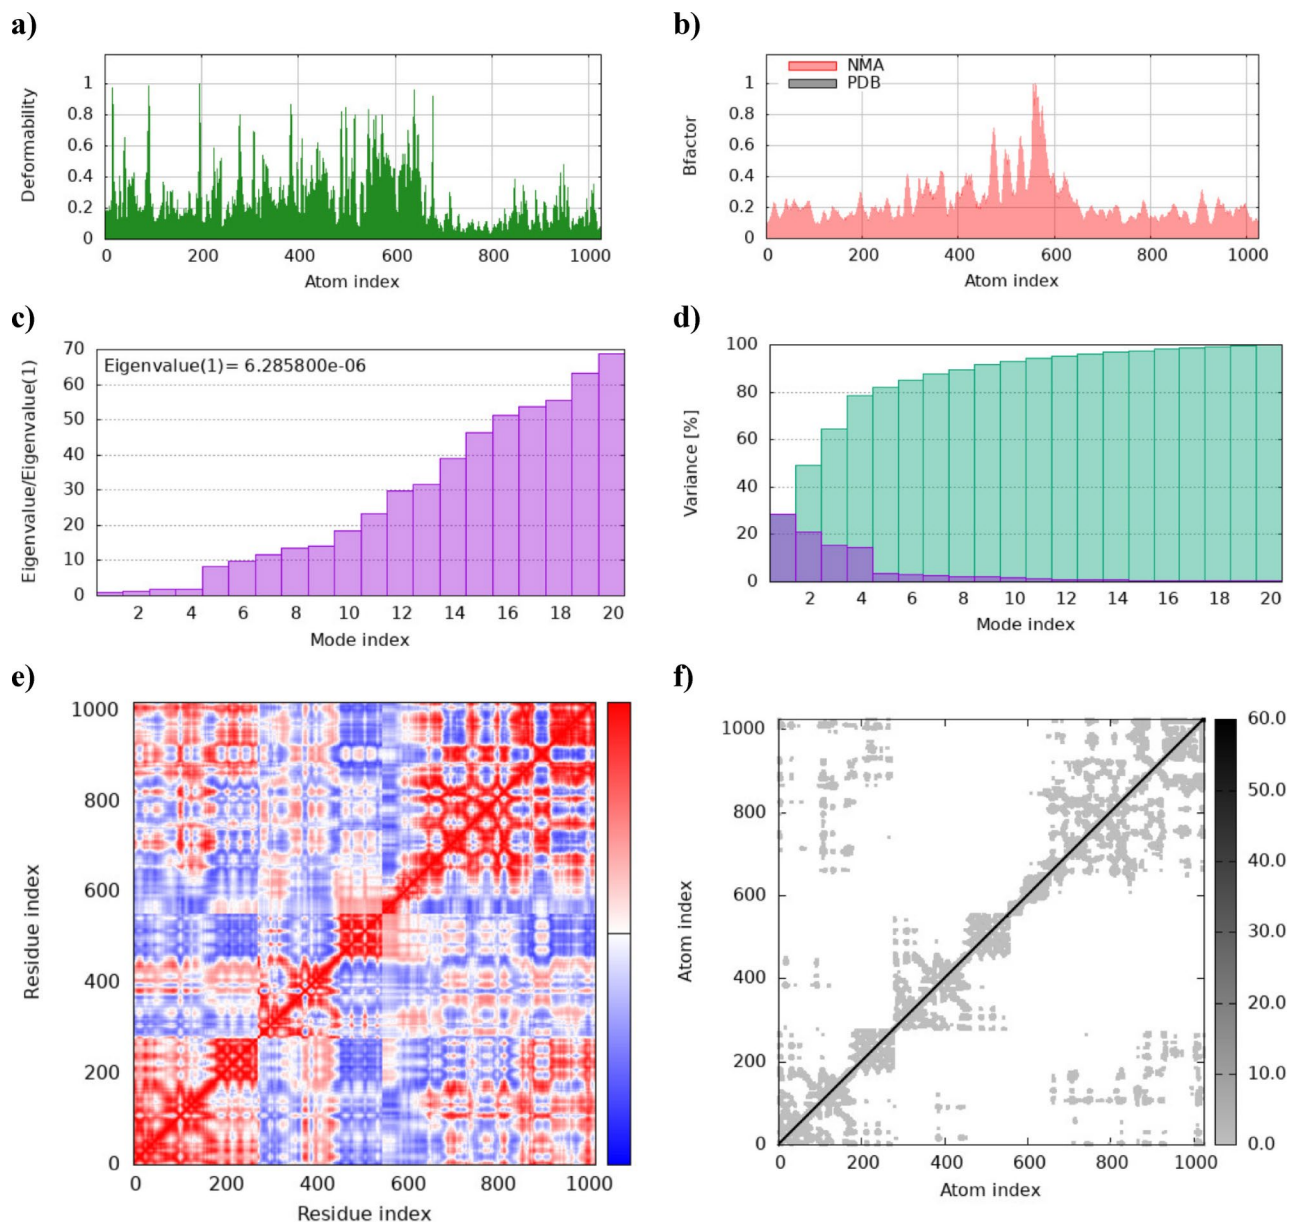 a)
Deformability
1
0.8
0.6
0.4
0.2
0
0 200 400 600 800 1000
Atom index
b)
NMA
PDB
Bfactor
1
0.8
0.6
0.4
0.2
0
0 200 400 600 800 1000
Atom index
c)
Eigenvalue(1)= 6.285800e-06
Eigenvalue/Eigenvalue(1)
70
60
50
40
30
20
10
0
2 4 6 8 10 12 14 16 18 20
Mode index
d)
Variance [%]
100
80
60
40
20
0
2 4 6 8 10 12 14 16 18 20
Mode index
e)
Residue index
1000
800
600
400
200
0
0 200 400 600 800 1000
Residue index
f)
Atom index
1000
800
600
400
200
0
0 200 400 600 800 1000
Atom index
60.0
50.0
40.0
30.0
20.0
10.0
0.0